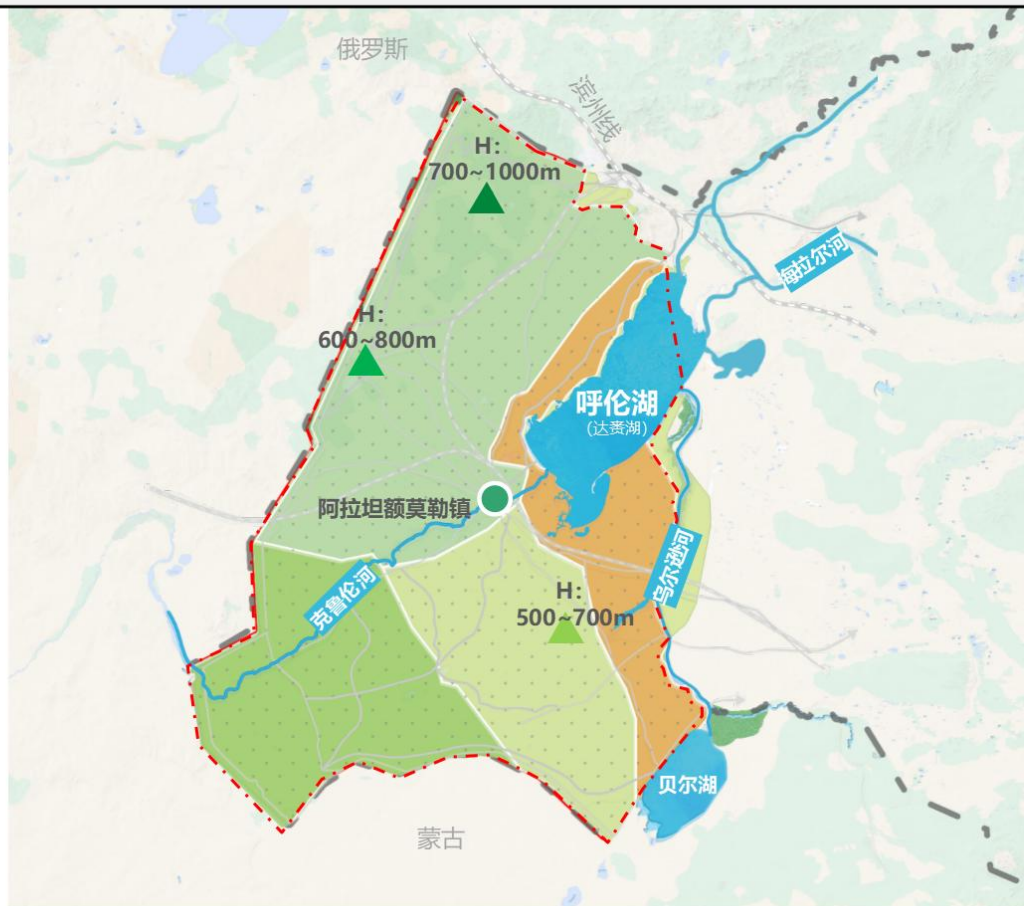 俄罗斯
滨州线
H：
700~1000m
海拉尔河
H：
600~800m
呼伦湖
(达赉湖)
阿拉坦额莫勒镇
乌尔逊河
克鲁伦河
H：
500~700m
贝尔湖
蒙古